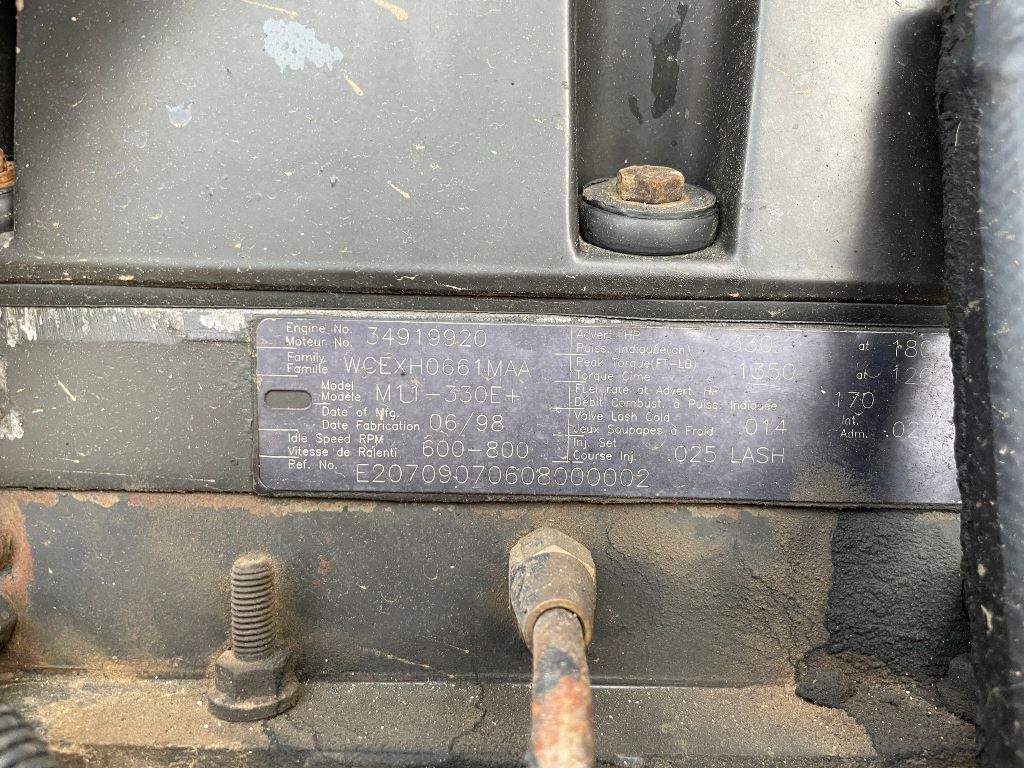 Engine No.
Moteur No. 34919920
Family
Famille WCEXH0661MAA
Model
Modèle M11-330E+
Date of Mfg.
Date Fabrication 06/98
Idle Speed RPM
Vitesse de Ralenti 600-800
Ref. No. E20709070608000002
Advert. HP
Puiss. Indiquée(ch) 330 at
Peak Torque(FT-LB)
Torque Cime 1350 at
Fuel rate at Advert. HP
Débit Combust. à Puiss. Indiquée 170
Valve Lash Cold Int.
Jeux Soupapes à Froid .014 Adm.
Inj. Set
Course Inj. .025 LASH